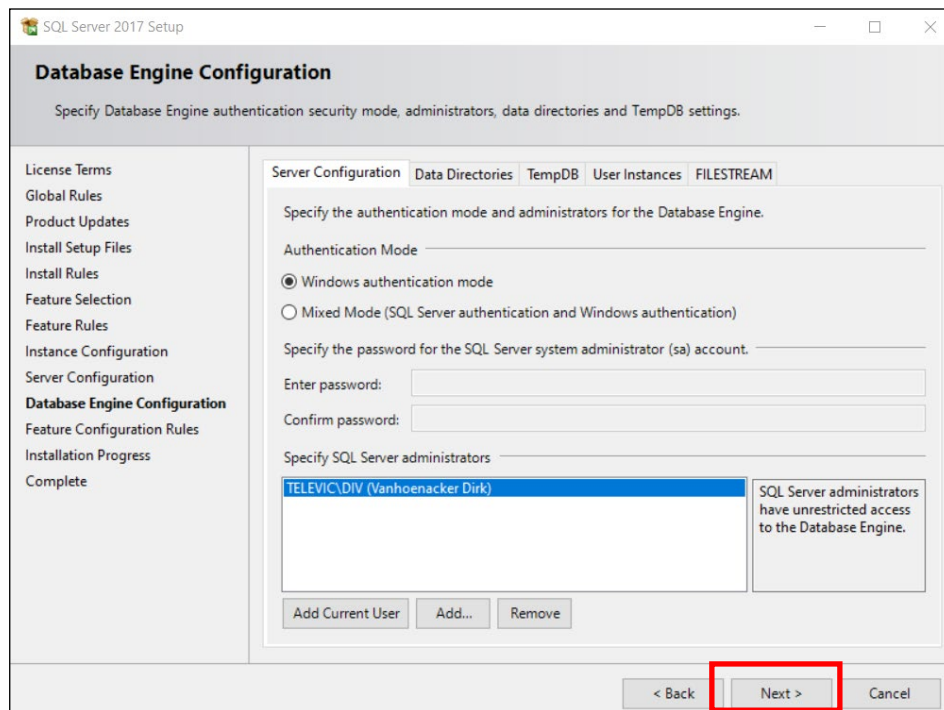 SQL Server 2017 Setup
Database Engine Configuration
Specify Database Engine authentication security mode, administrators, data directories and TempDB settings.
License Terms
Global Rules
Product Updates
Install Setup Files
Install Rules
Feature Selection
Feature Rules
Instance Configuration
Server Configuration
Database Engine Configuration
Feature Configuration Rules
Installation Progress
Complete
Server Configuration Data Directories TempDB User Instances FILESTREAM
Specify the authentication mode and administrators for the Database Engine.
Authentication Mode
Windows authentication mode
Mixed Mode (SQL Server authentication and Windows authentication)
Specify the password for the SQL Server system administrator (sa) account.
Enter password:
Confirm password:
Specify SQL Server administrators
TELEVIC\DIV (Vanhoenacker Dirk)
SQL Server administrators
have unrestricted access
to the Database Engine.
Add Current User Add... Remove
< Back Next > Cancel